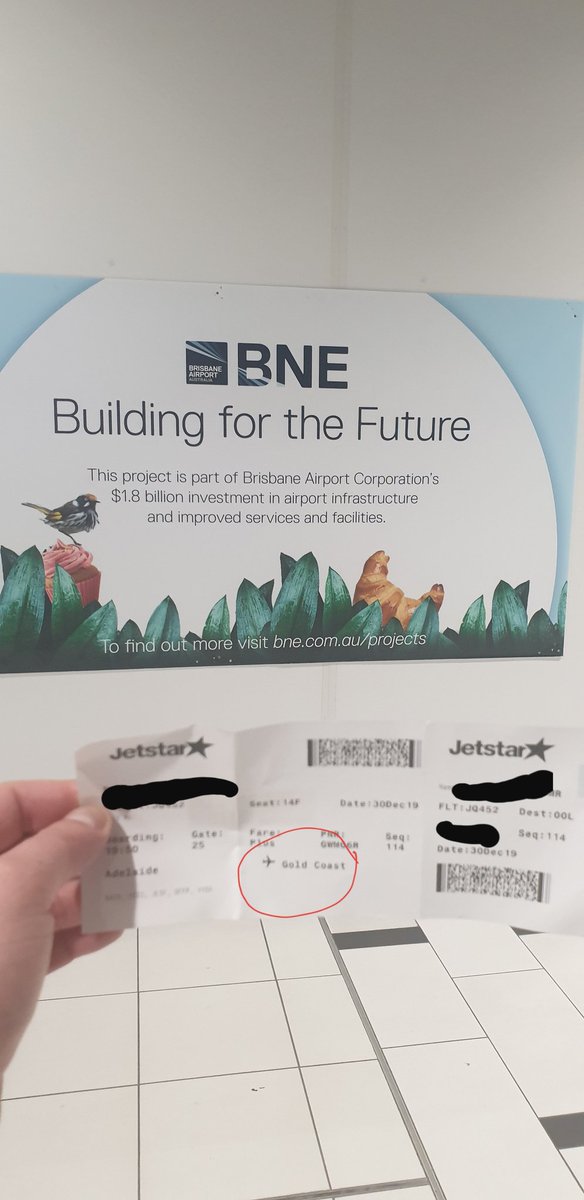 BRISBANE
AIRPORT
AUSTRALIA
BNE
Building for the Future
This project is part of Brisbane Airport Corporation's
$1.8 billion investment in airport infrastructure
and improved services and facilities.
To find out more visit bne.com.au/projects
Jetstar
Gate:
25
Adelaide
Seat:14F Date:30Dec19
Fare: PNR: Seq:
Plus 114
Gold Coast
Jetstar
MR
FLT:JQ452 Dest:OOL
Seq:114
Date:30Dec19